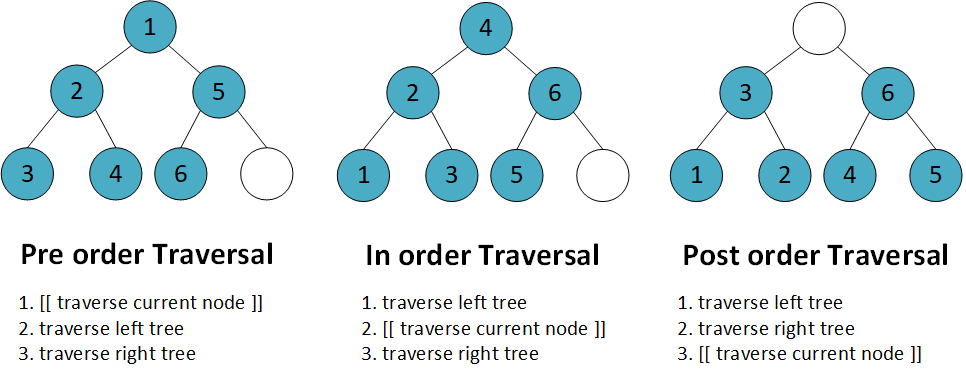 1
2
5
3
4
6
Pre order Traversal
1. [[ traverse current node ]]
2. traverse left tree
3. traverse right tree
4
2
6
1
3
5
In order Traversal
1. traverse left tree
2. [[ traverse current node ]]
3. traverse right tree
3
6
1
2
4
5
Post order Traversal
1. traverse left tree
2. traverse right tree
3. [[ traverse current node ]]